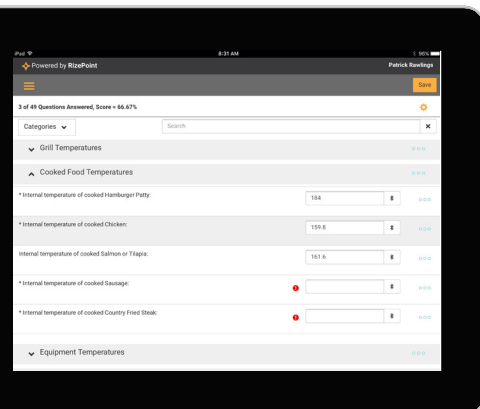 iPad
8:31 AM
96%
Powered by RizePoint
Patrick Rawlings
Save
3 of 49 Questions Answered, Score = 66.67%
Categories
Search
Grill Temperatures
Cooked Food Temperatures
* Internal temperature of cooked Hamburger Patty:
184
* Internal temperature of cooked Chicken:
159.8
Internal temperature of cooked Salmon or Tilapia:
161.6
* Internal temperature of cooked Sausage:
* Internal temperature of cooked Country Fried Steak:
Equipment Temperatures